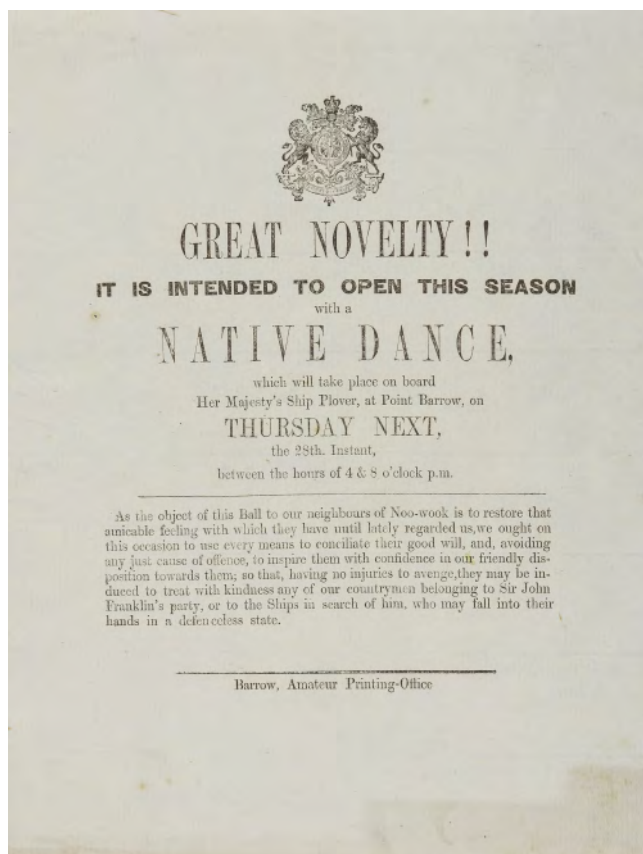 GREAT NOVELTY!!
IT IS INTENDED TO OPEN THIS SEASON
with a
NATIVE DANCE,
which will take place on board
Her Majesty's Ship Plover, at Point Barrow, on
THURSDAY NEXT,
the 28th. Instant,
between the hours of 4 & 8 o'clock p.m.
As the object of this Ball to our neighbours of Noo-wook is to restore that
amicable feeling with which they have until lately regarded us,we ought on
this occasion to use every means to conciliate their good will, and, avoiding
any just cause of offence, to inspire them with confidence in our friendly dis-
position towards them; so that, having no injuries to avenge,they may be in-
duced to treat with kindness any of our countrymen belonging to Sir John
Franklin's party, or to the Ships in search of him, who may fall into their
hands in a defenceless state.
Barrow, Amateur Printing-Office